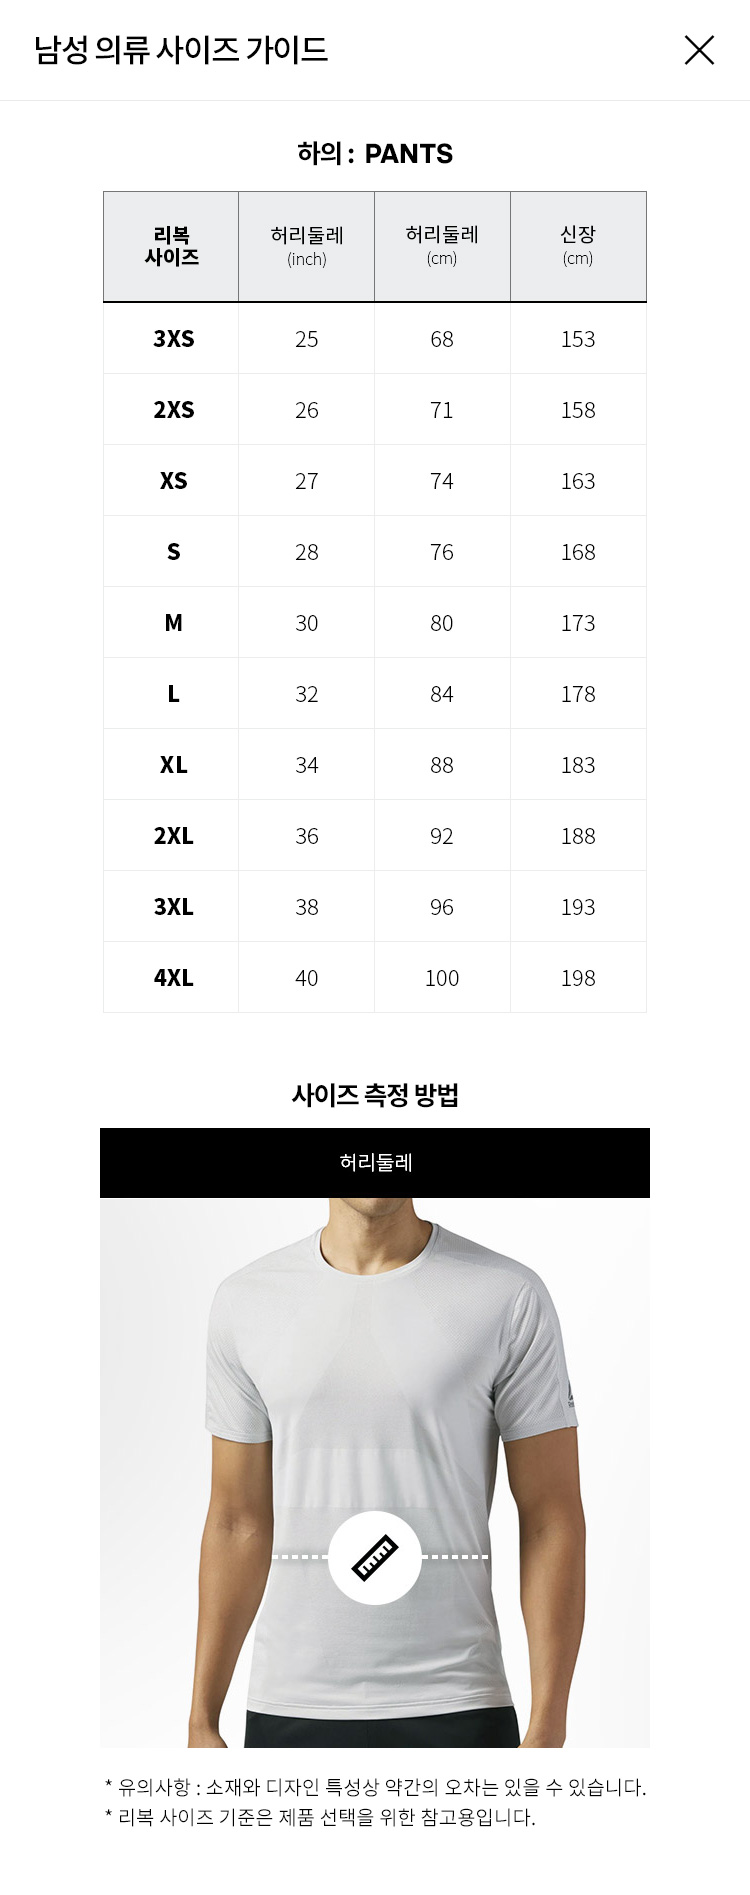 남성 의류 사이즈 가이드
하의 : PANTS
리복 사이즈 허리둘레 (inch) 허리둘레 (cm) 신장 (cm)
3XS 25 68 153
2XS 26 71 158
XS 27 74 163
S 28 76 168
M 30 80 173
L 32 84 178
XL 34 88 183
2XL 36 92 188
3XL 38 96 193
4XL 40 100 198
사이즈 측정 방법
허리둘레
* 유의사항 : 소재와 디자인 특성상 약간의 오차는 있을 수 있습니다.
* 리복 사이즈 기준은 제품 선택을 위한 참고용입니다.